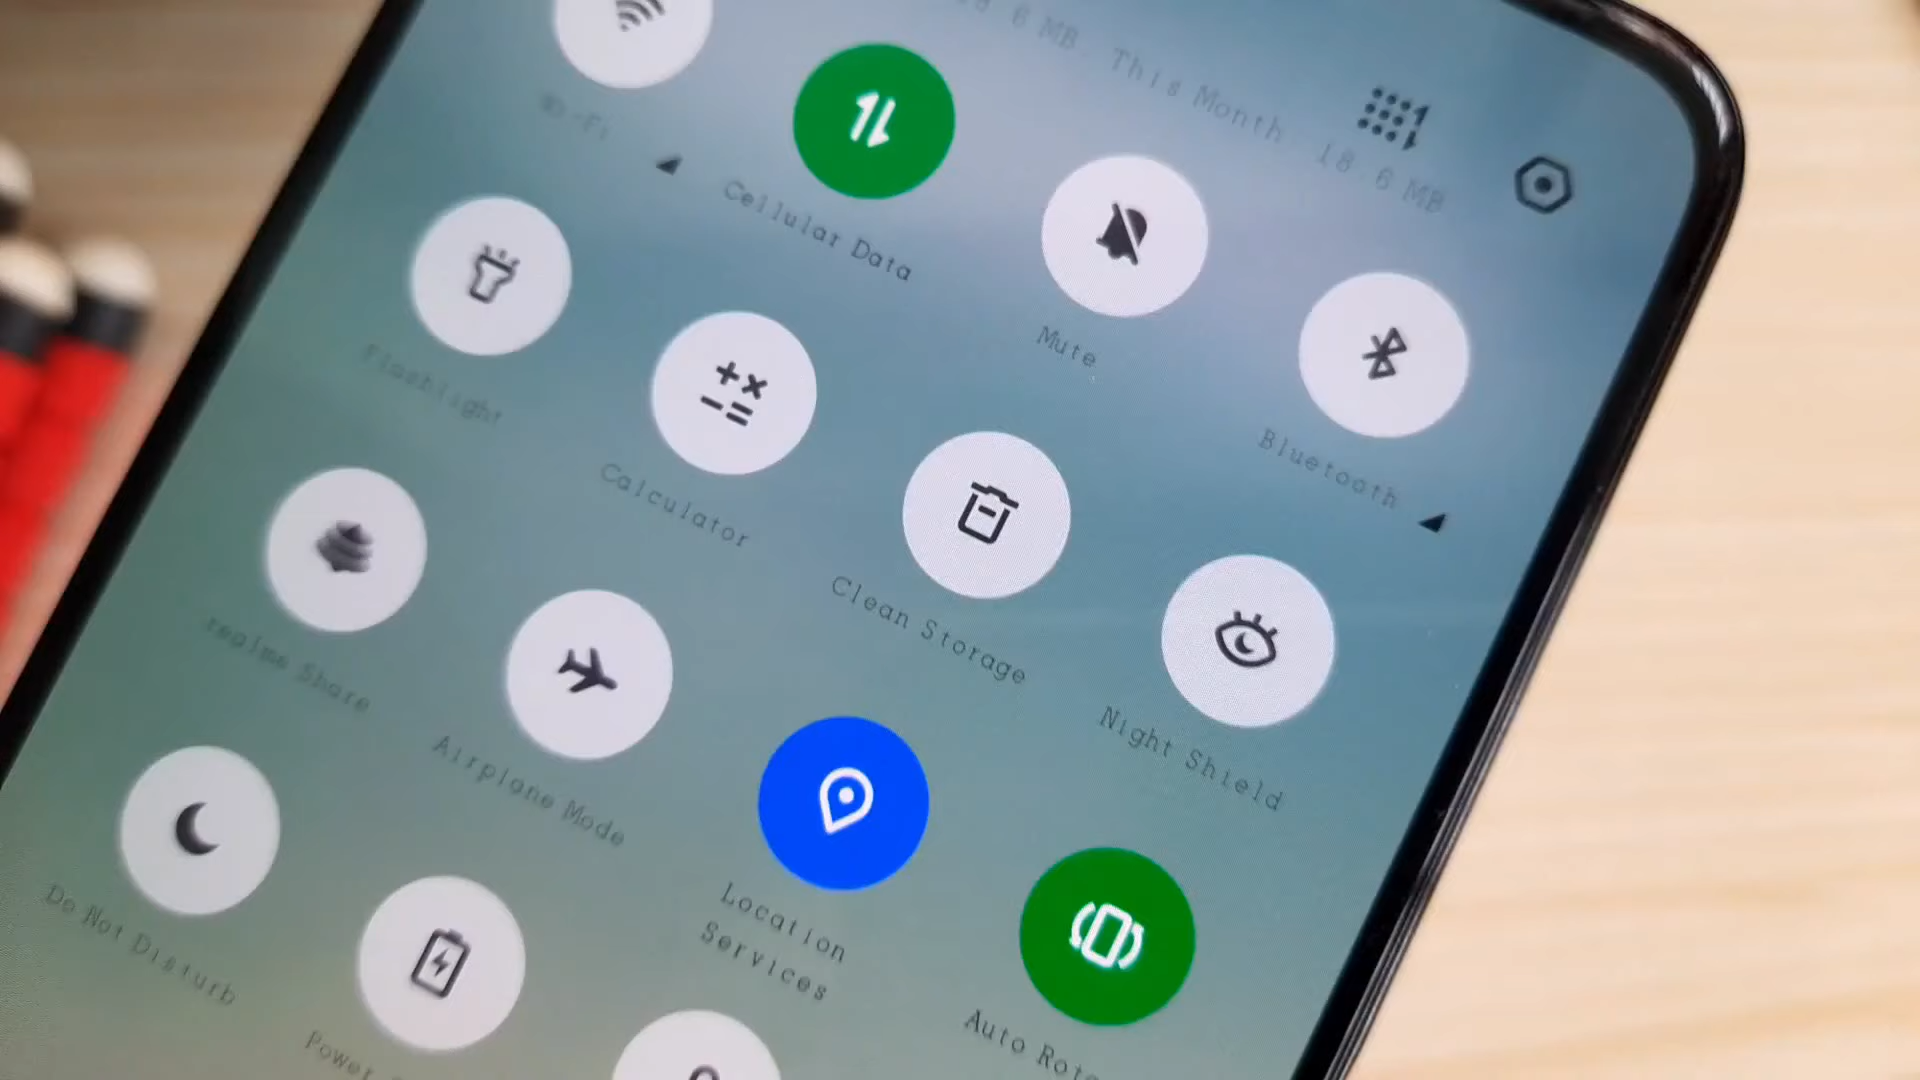 18.6 MB This Month 18.6 MB
Wi-Fi
Cellular Data
Mute
Bluetooth
Flashlight
Calculator
Clean Storage
Night Shield
realme Share
Airplane Mode
Location
Services
Auto
Do Not Disturb
Power